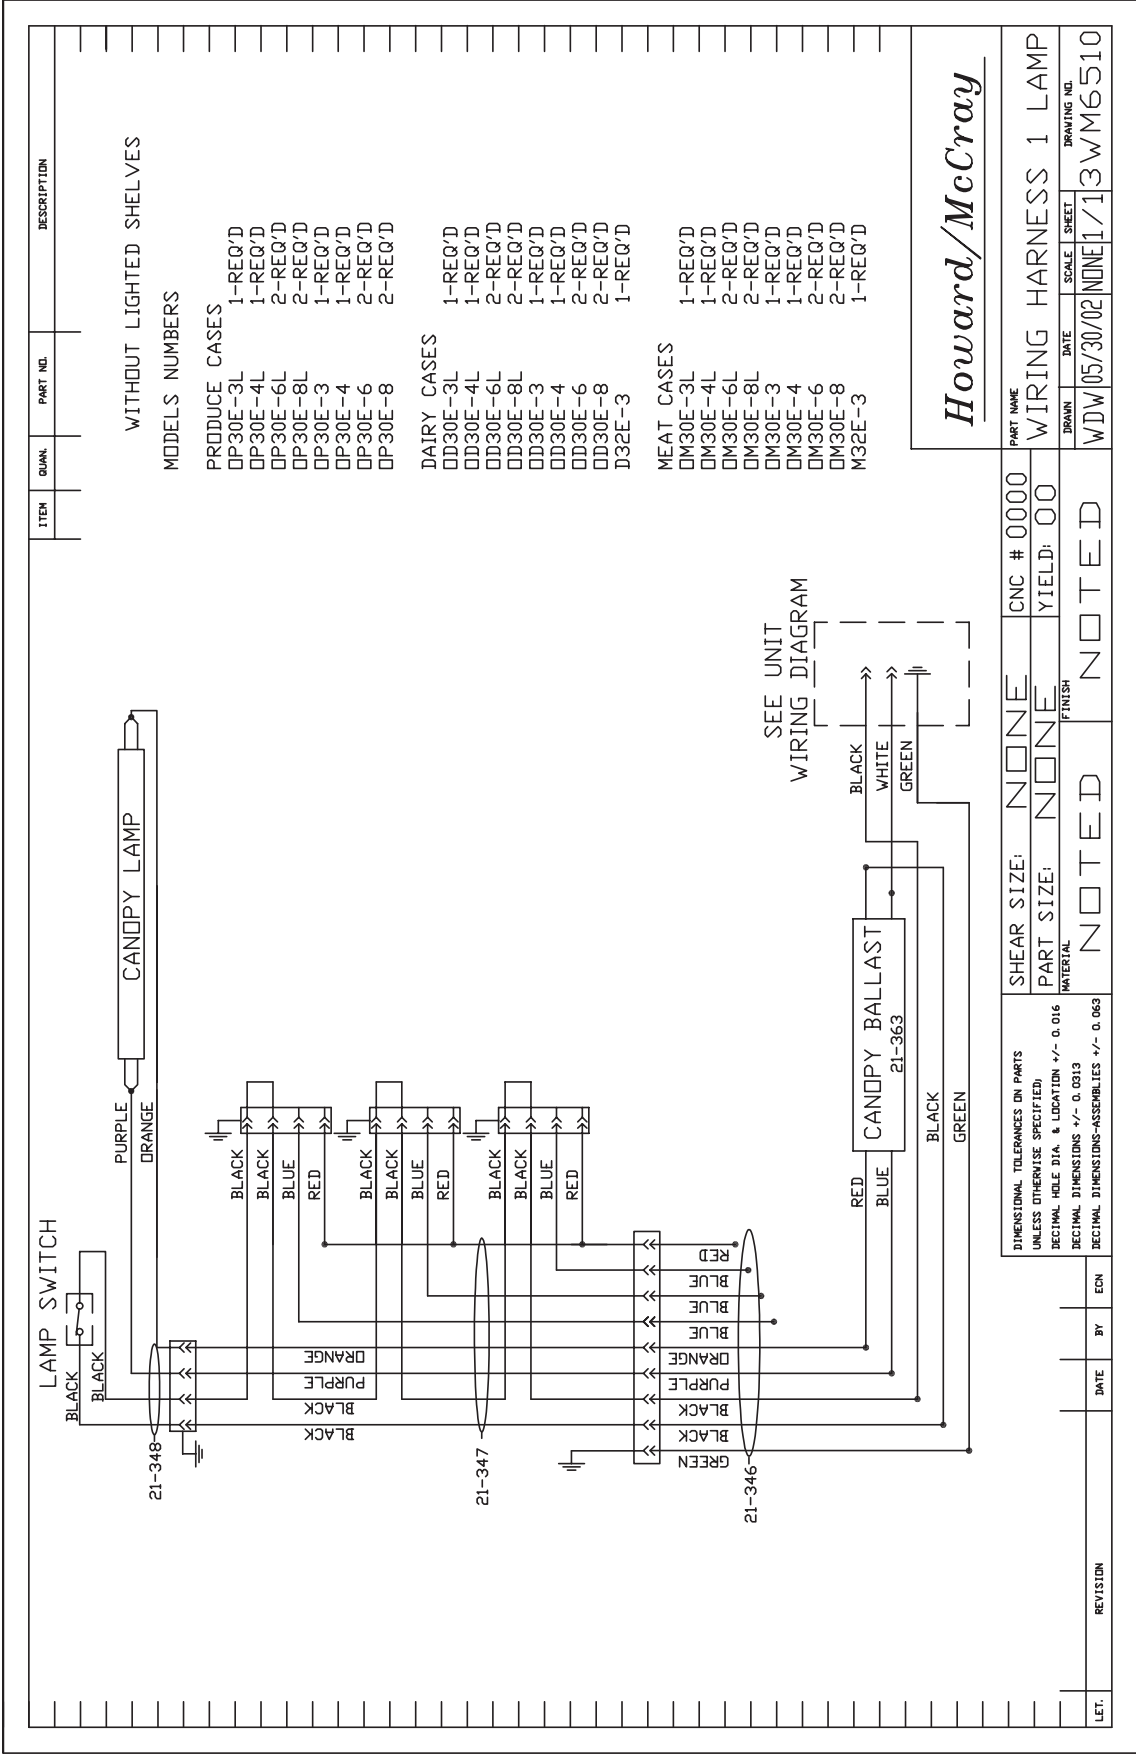 ITEM
QUAN.
PART NO.
DESCRIPTION
WITHOUT LIGHTED SHELVES
MODELS NUMBERS
PRODUCE CASES
OP30E-3L 1-REQ'D
OP30E-4L 1-REQ'D
OP30E-6L 2-REQ'D
OP30E-8L 2-REQ'D
OP30E-3 1-REQ'D
OP30E-4 1-REQ'D
OP30E-6 2-REQ'D
OP30E-8 2-REQ'D
DAIRY CASES
OD30E-3L 1-REQ'D
OD30E-4L 1-REQ'D
OD30E-6L 2-REQ'D
OD30E-8L 2-REQ'D
OD30E-3 1-REQ'D
OD30E-4 1-REQ'D
OD30E-6 2-REQ'D
OD30E-8 2-REQ'D
D32E-3 1-REQ'D
MEAT CASES
OM30E-3L 1-REQ'D
OM30E-4L 1-REQ'D
OM30E-6L 2-REQ'D
OM30E-8L 2-REQ'D
OM30E-3 1-REQ'D
OM30E-4 1-REQ'D
OM30E-6 2-REQ'D
OM30E-8 2-REQ'D
M32E-3 1-REQ'D
LAMP SWITCH
BLACK
BLACK
PURPLE
ORANGE
CANOPY LAMP
21-348
BLACK
BLACK
BLUE
RED
BLACK
BLACK
BLUE
RED
BLACK
BLACK
BLUE
RED
ORANGE
PURPLE
BLACK
BLACK
21-347
RED
BLUE
BLUE
BLUE
ORANGE
PURPLE
BLACK
BLACK
GREEN
21-346
RED
BLUE
CANOPY BALLAST
21-363
BLACK
GREEN
SEE UNIT
WIRING DIAGRAM
BLACK
WHITE
GREEN
Howard/McCray
PART NAME
WIRING HARNESS 1 LAMP
DRAWN
WDW
DATE
05/30/02
SCALE
NONE
SHEET
1/1
DRAWING NO.
3WM6510
SHEAR SIZE: NONE
CNC # 0000
PART SIZE: NONE
YIELD: 00
MATERIAL
NOTED
FINISH
NOTED
DIMENSIONAL TOLERANCES ON PARTS
UNLESS OTHERWISE SPECIFIED;
DECIMAL HOLE DIA. & LOCATION +/- 0.016
DECIMAL DIMENSIONS +/- 0.0313
DECIMAL DIMENSIONS-ASSEMBLIES +/- 0.063
LET.
REVISION
DATE
BY
ECN